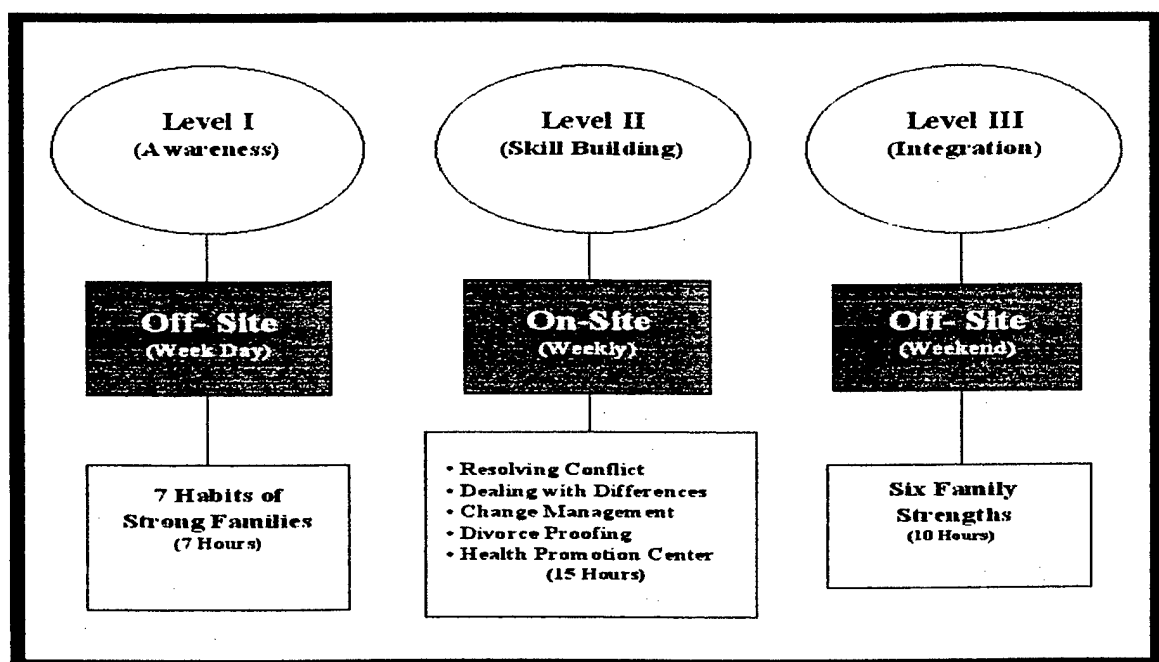 Level I
(Awareness)
Off- Site
(Week Day)
7 Habits of
Strong Families
(7 Hours)
Level II
(Skill Building)
On-Site
(Weekly)
• Resolving Conflict
• Dealing with Differences
• Change Management
• Divorce Proofing
• Health Promotion Center
(15 Hours)
Level III
(Integration)
Off- Site
(Weekend)
Six Family
Strengths
(10 Hours)